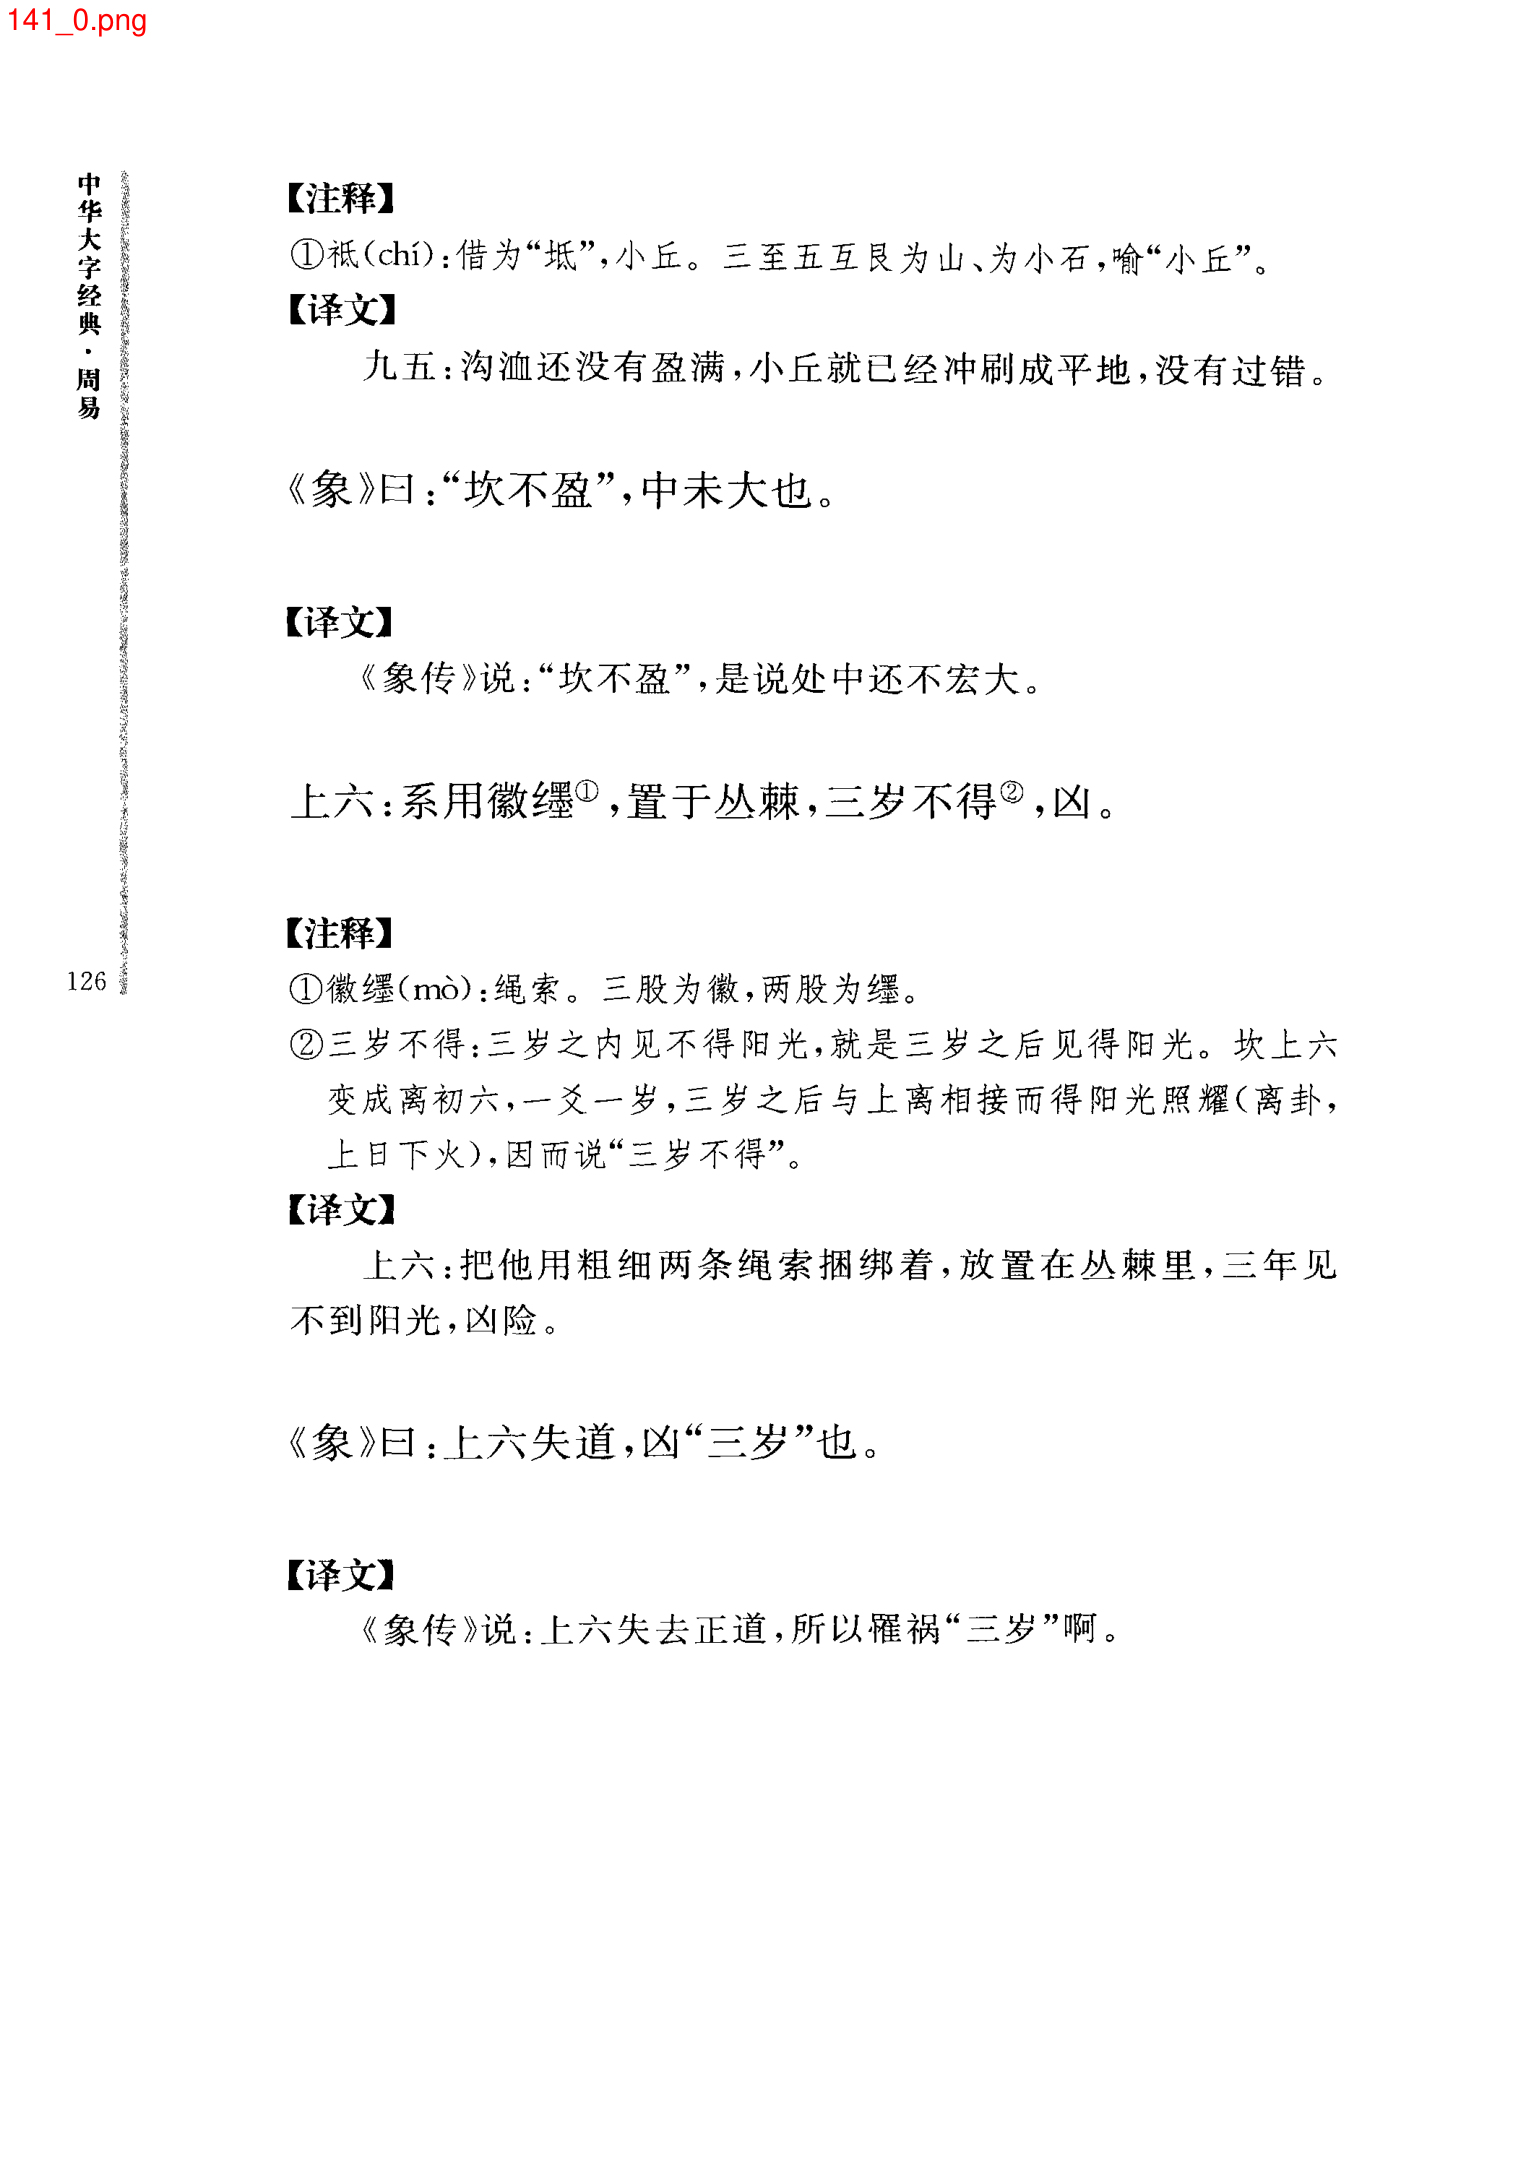 141_0.png
中华大字经典·周易
126
【注释】
①祗(chí):借为“坻”,小丘。三至五互艮为山、为小石,喻“小丘”。
【译文】
九五:沟洫还没有盈满,小丘就已经冲刷成平地,没有过错。
《象》曰:“坎不盈”,中未大也。
【译文】
《象传》说:“坎不盈”,是说处中还不宏大。
上六:系用徽纆①,置于丛棘,三岁不得②,凶。
【注释】
①徽纆(mò):绳索。三股为徽,两股为纆。
②三岁不得:三岁之内见不得阳光,就是三岁之后见得阳光。坎上六
变成离初六,一爻一岁,三岁之后与上离相接而得阳光照耀(离卦,
上日下火),因而说“三岁不得”。
【译文】
上六:把他用粗细两条绳索捆绑着,放置在丛棘里,三年见
不到阳光,凶险。
《象》曰:上六失道,凶“三岁”也。
【译文】
《象传》说:上六失去正道,所以罹祸“三岁”啊。